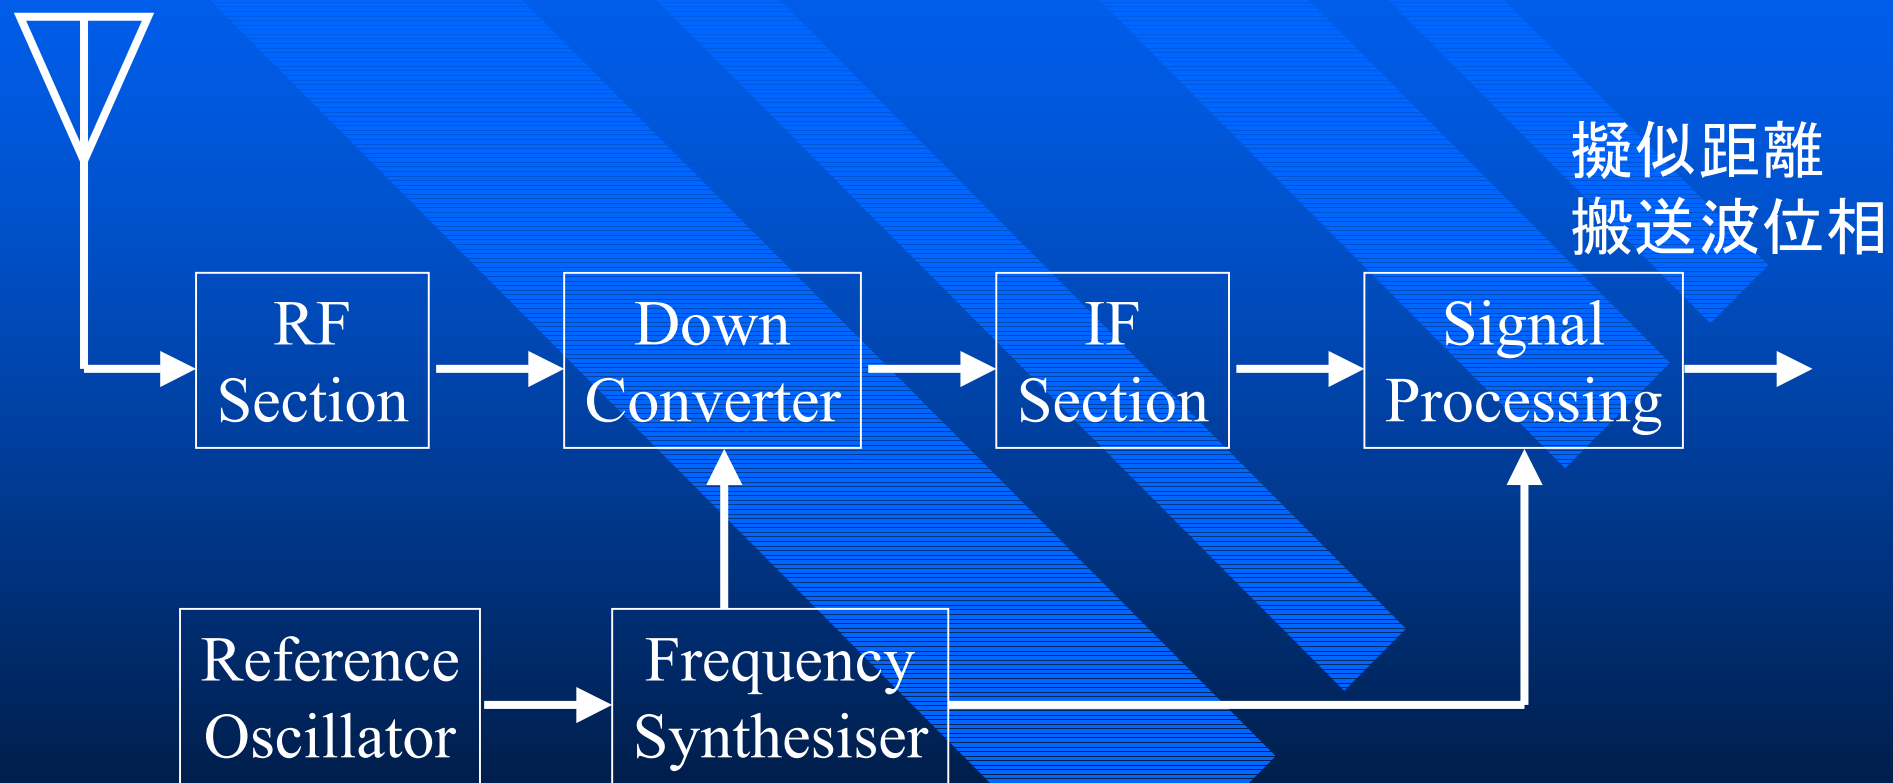 擬似距離
搬送波位相
RF
Section
Down
Converter
IF
Section
Signal
Processing
Reference
Oscillator
Frequency
Synthesiser